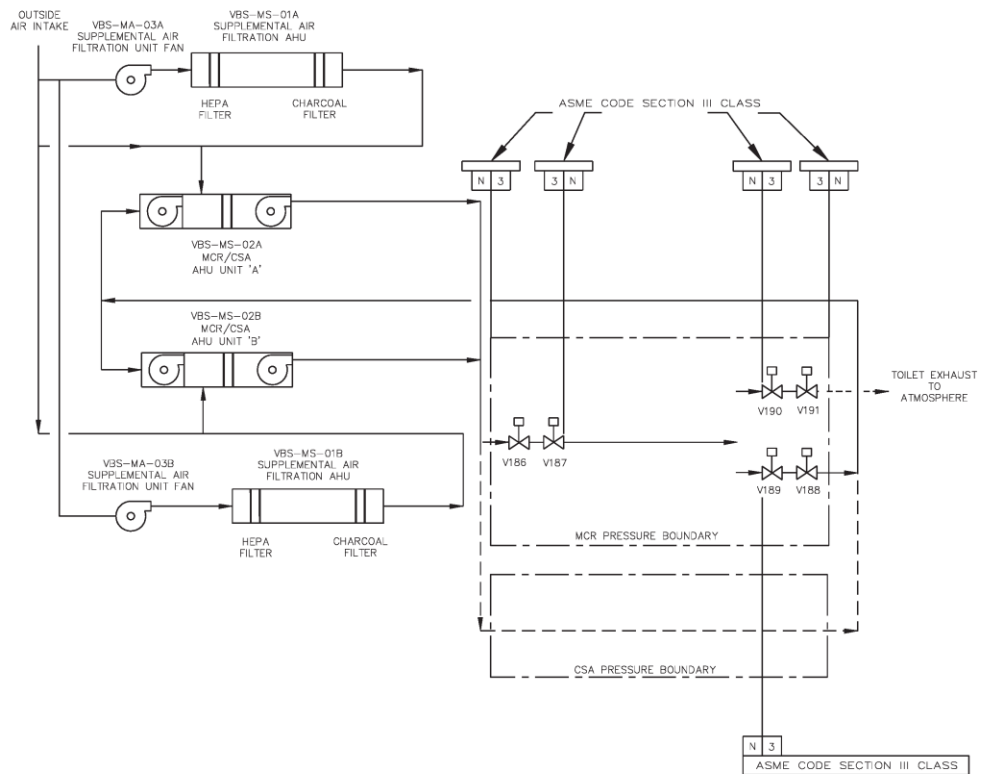 OUTSIDE
AIR INTAKE
VBS-MA-03A
SUPPLEMENTAL AIR
FILTRATION UNIT FAN
VBS-MS-01A
SUPPLEMENTAL AIR
FILTRATION AHU
HEPA
FILTER
CHARCOAL
FILTER
ASME CODE SECTION III CLASS
N 3
3 N
N 3
3 N
VBS-MS-02A
MCR/CSA
AHU UNIT 'A'
VBS-MS-02B
MCR/CSA
AHU UNIT 'B'
V190
V191
TOILET EXHAUST
TO
ATMOSPHERE
V186
V187
V189
V188
VBS-MA-03B
SUPPLEMENTAL AIR
FILTRATION UNIT FAN
VBS-MS-01B
SUPPLEMENTAL AIR
FILTRATION AHU
HEPA
FILTER
CHARCOAL
FILTER
MCR PRESSURE BOUNDARY
CSA PRESSURE BOUNDARY
N 3
ASME CODE SECTION III CLASS